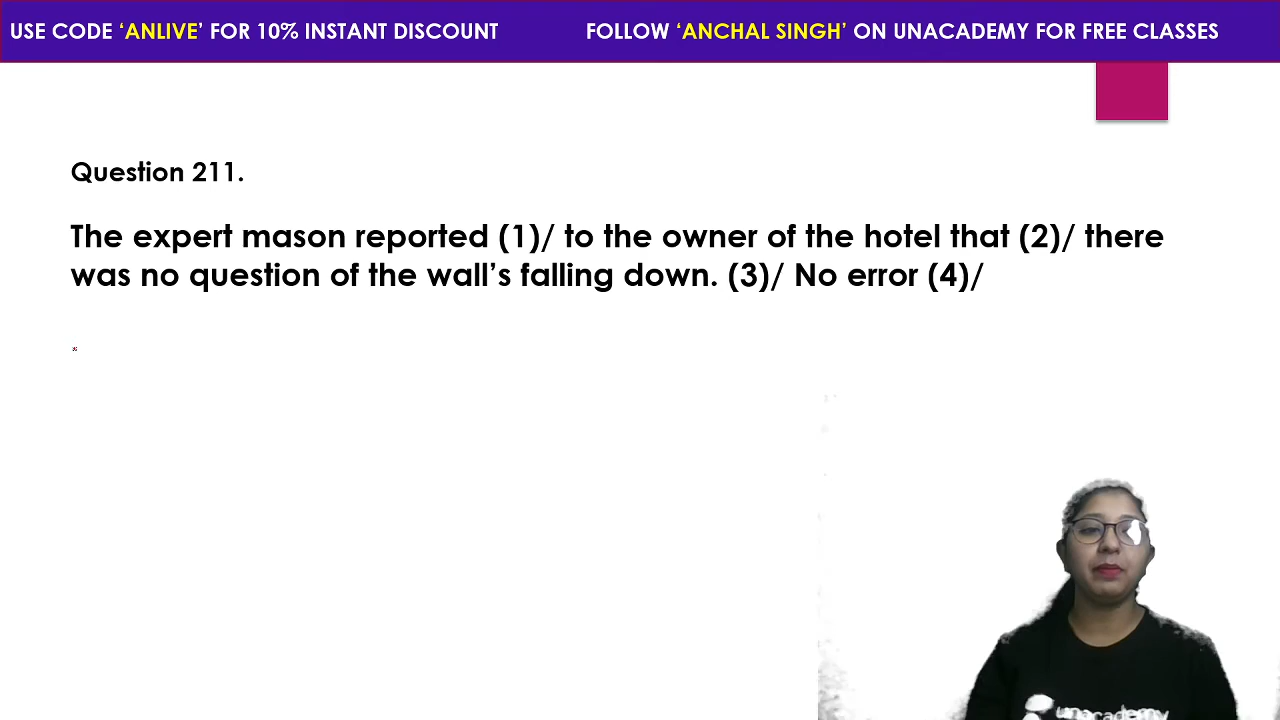 USE CODE ‘ANLIVE’ FOR 10% INSTANT DISCOUNT FOLLOW ‘ANCHAL SINGH’ ON UNACADEMY FOR FREE CLASSES
Question 211.
The expert mason reported (1)/ to the owner of the hotel that (2)/ there
was no question of the wall’s falling down. (3)/ No error (4)/
unacademy